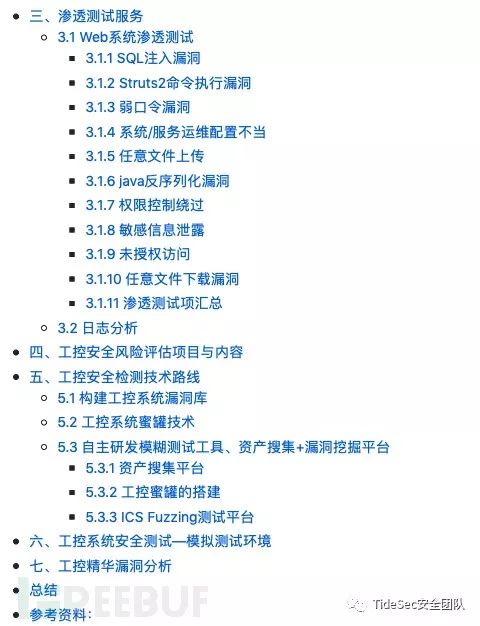 三、渗透测试服务
3.1 Web系统渗透测试
3.1.1 SQL注入漏洞
3.1.2 Struts2命令执行漏洞
3.1.3 弱口令漏洞
3.1.4 系统/服务运维配置不当
3.1.5 任意文件上传
3.1.6 java反序列化漏洞
3.1.7 权限控制绕过
3.1.8 敏感信息泄露
3.1.9 未授权访问
3.1.10 任意文件下载漏洞
3.1.11 渗透测试项汇总
3.2 日志分析
四、工控安全风险评估项目与内容
五、工控安全检测技术路线
5.1 构建工控系统漏洞库
5.2 工控系统蜜罐技术
5.3 自主研发模糊测试工具、资产搜集+漏洞挖掘平台
5.3.1 资产搜集平台
5.3.2 工控蜜罐的搭建
5.3.3 ICS Fuzzing测试平台
六、工控系统安全测试—模拟测试环境
七、工控精华漏洞分析
总结
参考资料：
REEBUF
TideSec安全团队